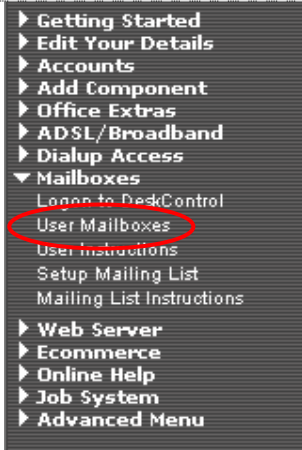 Getting Started
Edit Your Details
Accounts
Add Component
Office Extras
ADSL/Broadband
Dialup Access
Mailboxes
Logon to DeskControl
User Mailboxes
User Instructions
Setup Mailing List
Mailing List Instructions
Web Server
Ecommerce
Online Help
Job System
Advanced Menu